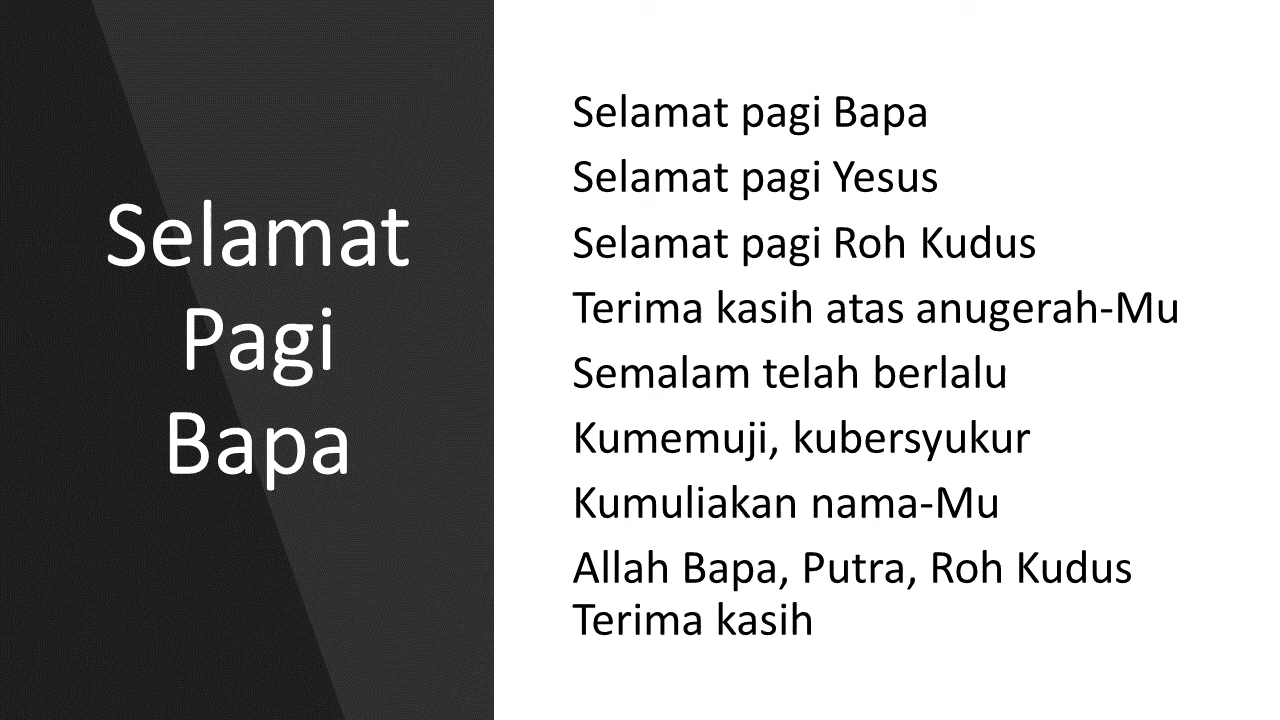 Selamat
Pagi
Bapa
Selamat pagi Bapa
Selamat pagi Yesus
Selamat pagi Roh Kudus
Terima kasih atas anugerah-Mu
Semalam telah berlalu
Kumemuji, kubersyukur
Kumuliakan nama-Mu
Allah Bapa, Putra, Roh Kudus
Terima kasih